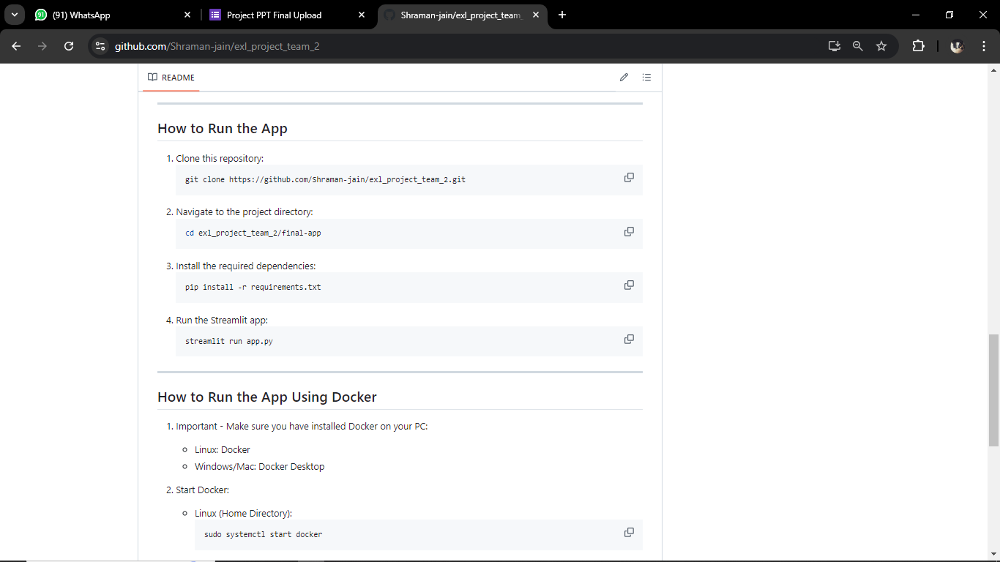 (91) WhatsApp
Project PPT Final Upload
Shraman-jain/exl_project_team_
github.com/Shraman-jain/exl_project_team_2
README
How to Run the App
1. Clone this repository:
git clone https://github.com/Shraman-jain/exl_project_team_2.git
2. Navigate to the project directory:
cd exl_project_team_2/final-app
3. Install the required dependencies:
pip install -r requirements.txt
4. Run the Streamlit app:
streamlit run app.py
How to Run the App Using Docker
1. Important - Make sure you have installed Docker on your PC:
Linux: Docker
Windows/Mac: Docker Desktop
2. Start Docker:
Linux (Home Directory):
sudo systemctl start docker